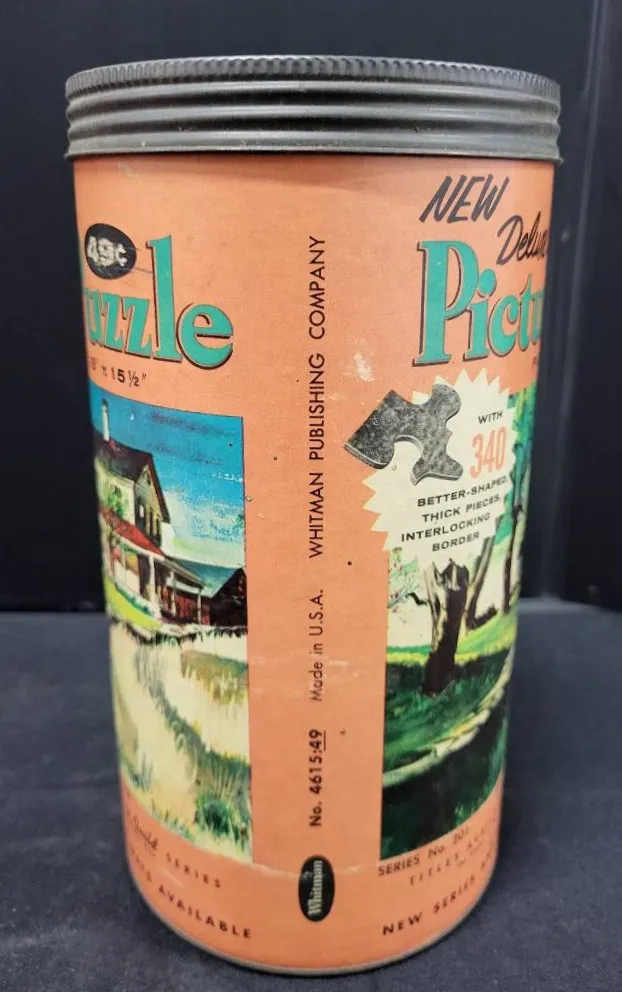 49¢
uzzle
x 15½"
SERIES
AVAILABLE
WHITMAN PUBLISHING COMPANY
Made in U.S.A.
No. 4615:49
Whitman
NEW
Delu
Pictu
WITH
340
BETTER-SHAPED,
THICK PIECES,
INTERLOCKING
BORDER
SERIES No.
TITLES
NEW SERIES